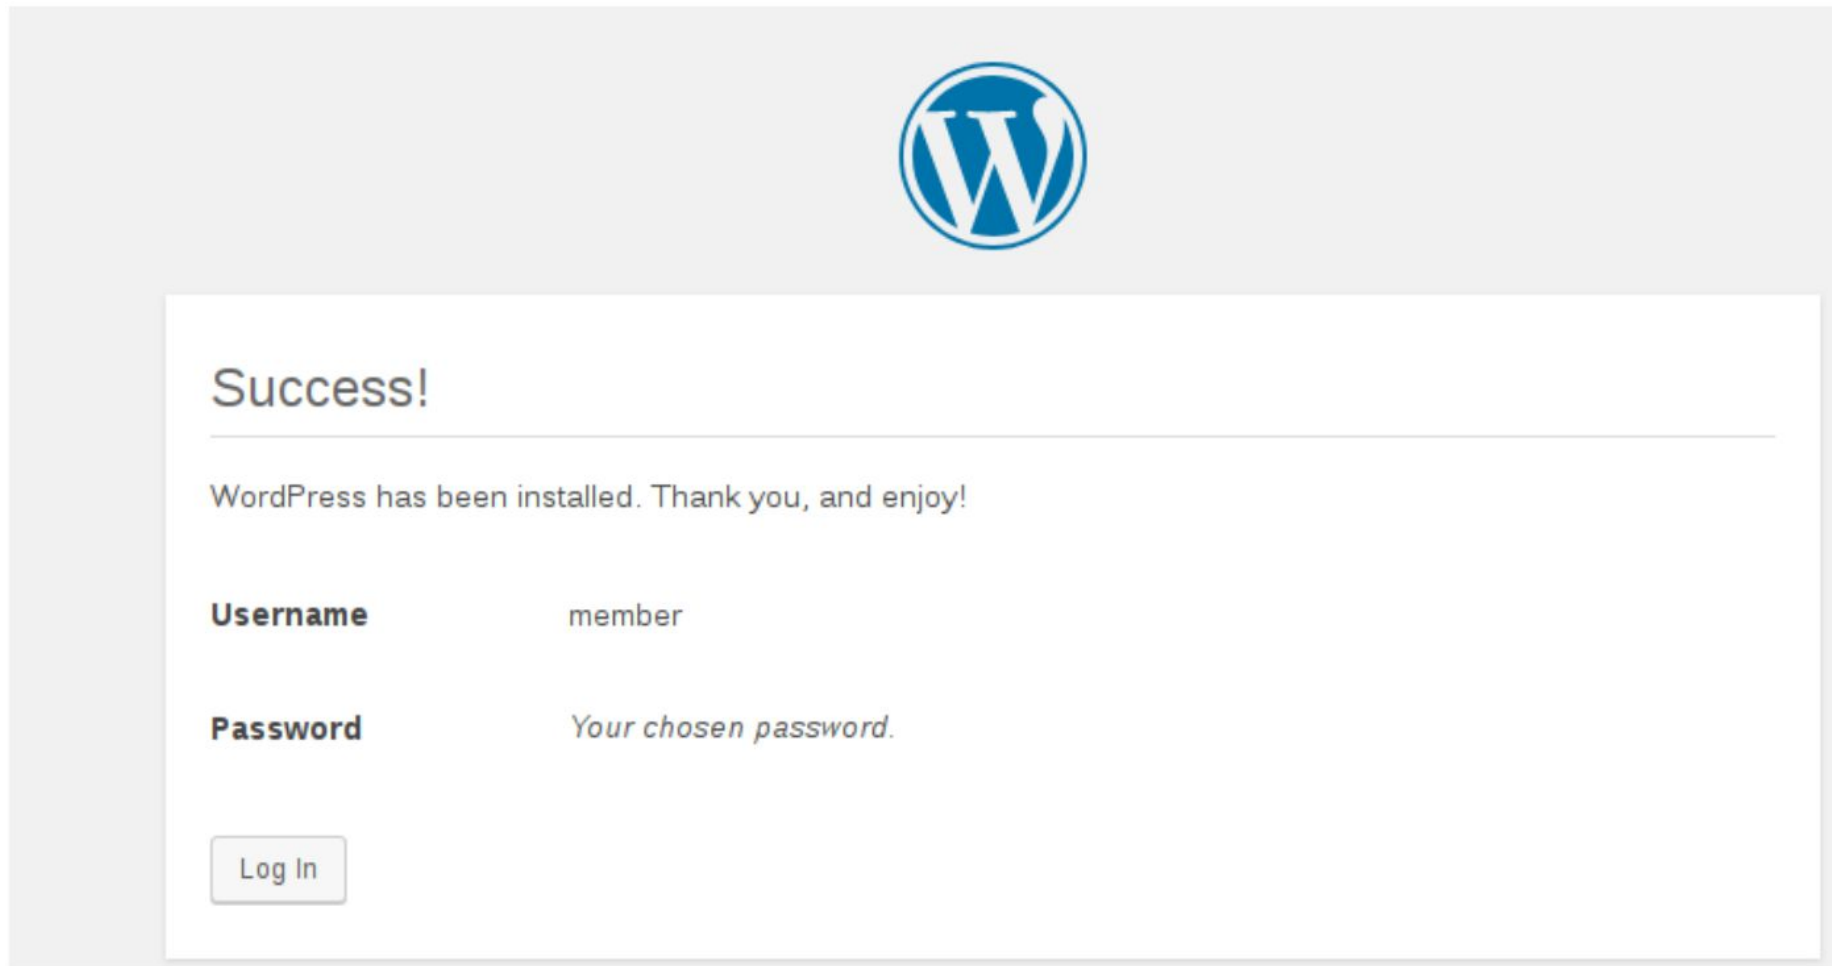 Success!
WordPress has been installed. Thank you, and enjoy!
Username member
Password Your chosen password.
Log In